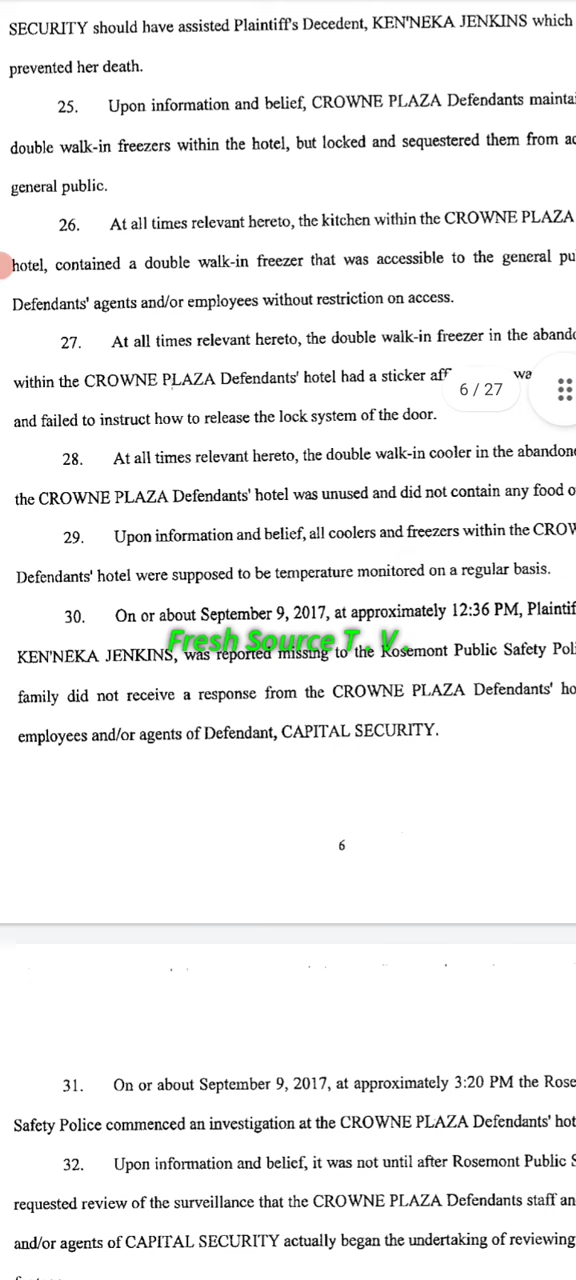 SECURITY should have assisted Plaintiff's Decedent, KEN'NEKA JENKINS which
prevented her death.
25. Upon information and belief, CROWNE PLAZA Defendants
double walk-in freezers within the hotel, but locked and sequestered them from
general public.
26. At all times relevant hereto, the kitchen within the CROWNE PLAZA
hotel, contained a double walk-in freezer that was accessible to the general
Defendants' agents and/or employees without restriction on access.
27. At all times relevant hereto, the double walk-in freezer in the
within the CROWNE PLAZA Defendants' hotel had a sticker
6 / 27
and failed to instruct how to release the lock system of the door.
28. At all times relevant hereto, the double walk-in cooler in the
the CROWNE PLAZA Defendants' hotel was unused and did not contain any food
29. Upon information and belief, all coolers and freezers within the
Defendants' hotel were supposed to be temperature monitored on a regular basis.
30. On or about September 9, 2017, at approximately 12:36 PM,
Fresh Source T. V.
KEN'NEKA JENKINS, was reported missing to the Rosemont Public Safety
family did not receive a response from the CROWNE PLAZA Defendants'
employees and/or agents of Defendant, CAPITAL SECURITY.
6
31. On or about September 9, 2017, at approximately 3:20 PM the
Safety Police commenced an investigation at the CROWNE PLAZA Defendants'
32. Upon information and belief, it was not until after Rosemont Public
requested review of the surveillance that the CROWNE PLAZA Defendants staff
and/or agents of CAPITAL SECURITY actually began the undertaking of reviewing